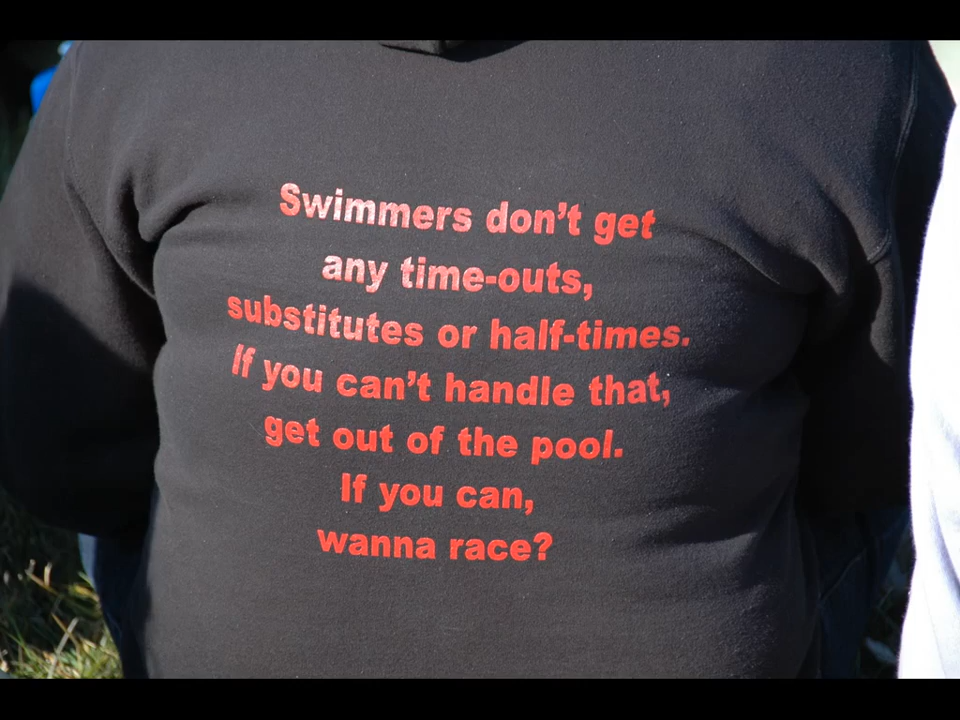 Swimmers don't get
any time-outs,
substitutes or half-times.
If you can't handle that,
get out of the pool.
If you can,
wanna race?